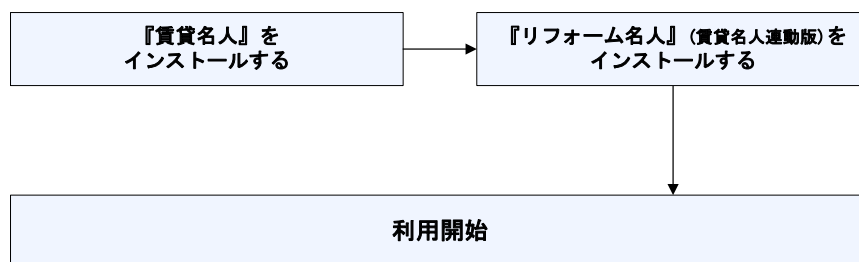 『賃貸名人』を
インストールする
『リフォーム名人』(賃貸名人連動版)を
インストールする
利用開始